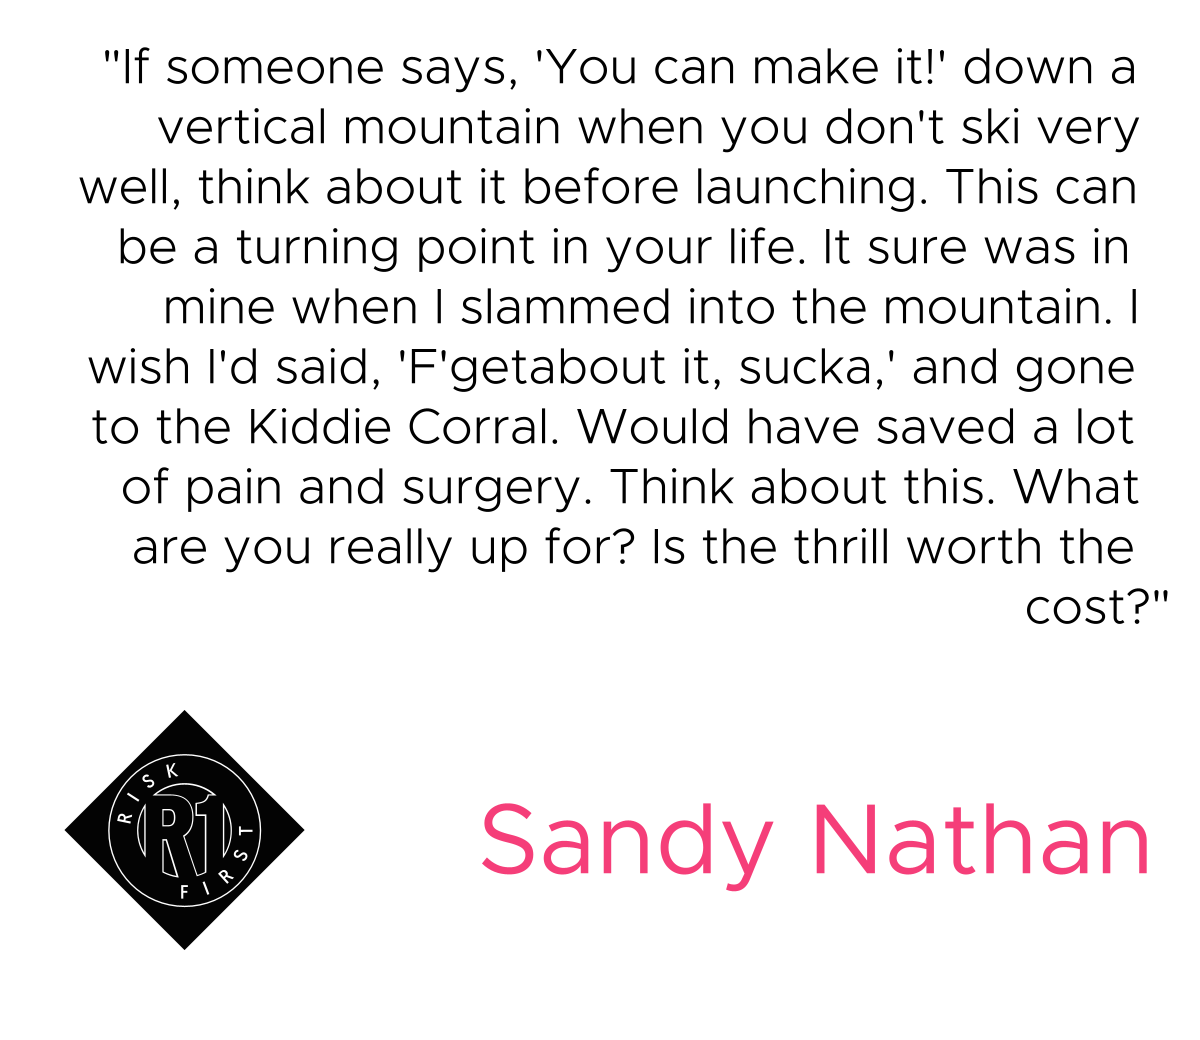 "If someone says, 'You can make it!' down a
vertical mountain when you don't ski very
well, think about it before launching. This can
be a turning point in your life. It sure was in
mine when I slammed into the mountain. I
wish I'd said, 'F'getabout it, sucka,' and gone
to the Kiddie Corral. Would have saved a lot
of pain and surgery. Think about this. What
are you really up for? Is the thrill worth the
cost?"
RISK
R1
FIRST
Sandy Nathan